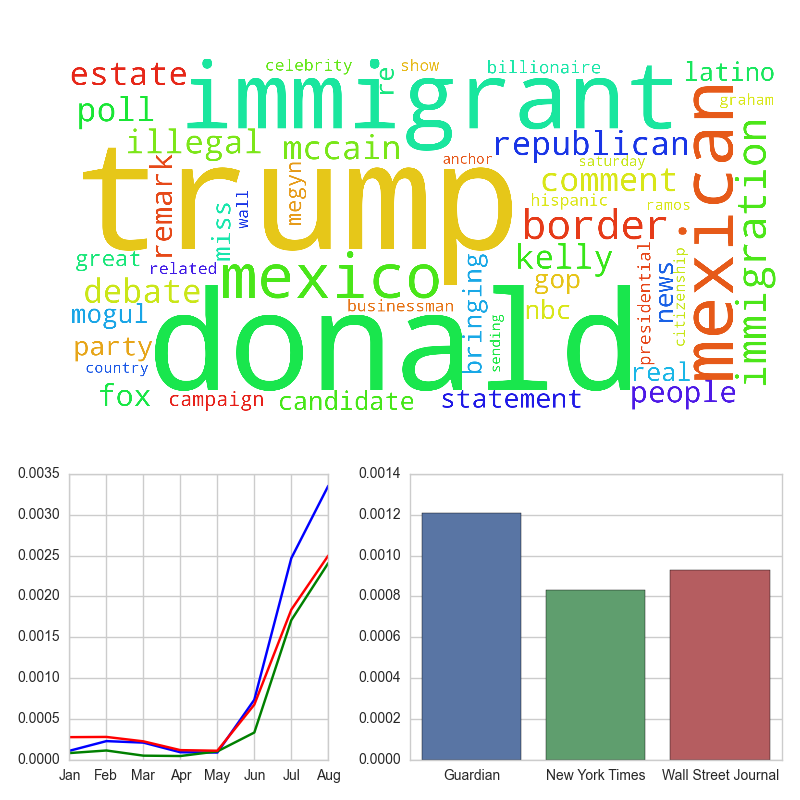 celebrity
show
billionaire
estate
immigrant
re
latino
poll
graham
illegal
mccain
republican
mexican
trump
anchor
saturday
immigration
remark
megyn
comment
hispanic
wall
miss
border
ramos
great
related
mexico
kelly
presidential
citizenship
news
debate
gop
bringing
mogul
businessman
nbc
donald
sending
party
country
real
fox
campaign
candidate
statement
people
0.0035
0.0030
0.0025
0.0020
0.0015
0.0010
0.0005
0.0000
Jan Feb Mar Apr May Jun Jul Aug
0.0014
0.0012
0.0010
0.0008
0.0006
0.0004
0.0002
0.0000
Guardian New York Times Wall Street Journal